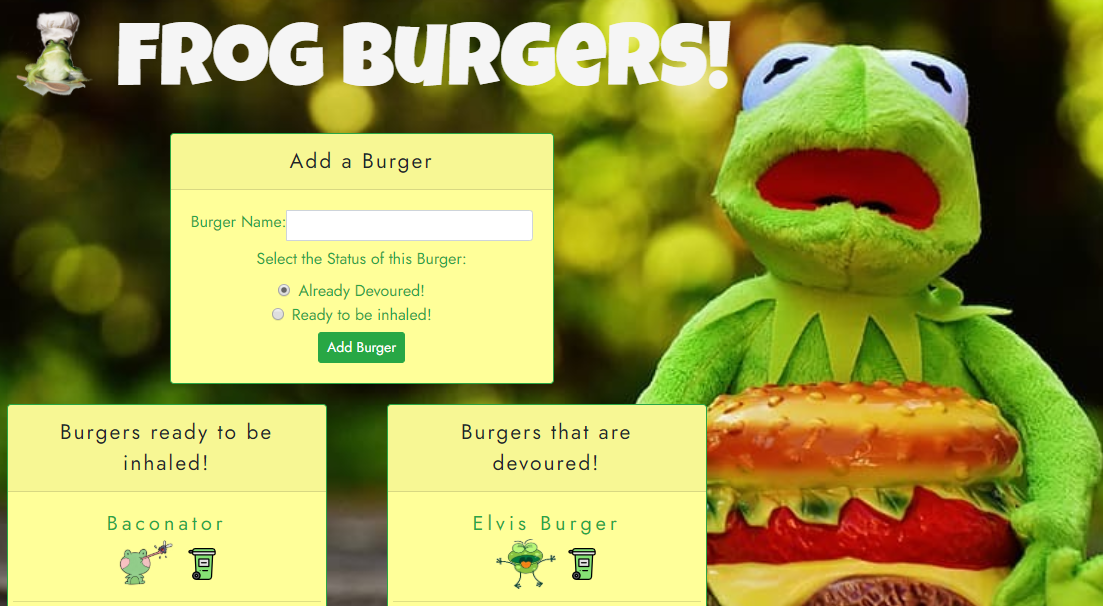 FROG BURGERS!
Add a Burger
Burger Name:
Select the Status of this Burger:
Already Devoured!
Ready to be inhaled!
Add Burger
Burgers ready to be
inhaled!
Baconator
Burgers that are
devoured!
Elvis Burger